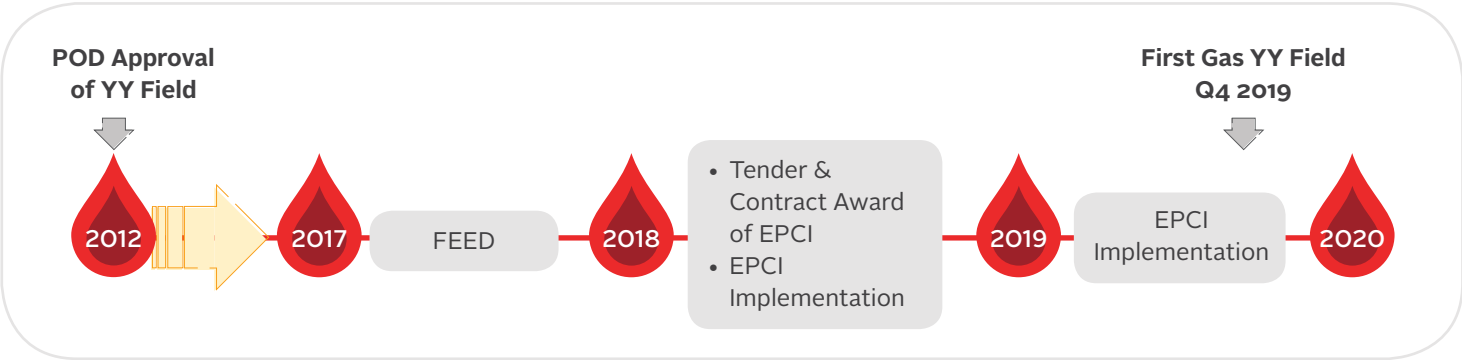 POD Approval
of YY Field
First Gas YY Field
Q4 2019
2012
2017
FEED
2018
• Tender &
Contract Award
of EPCI
• EPCI
Implementation
2019
EPCI
Implementation
2020